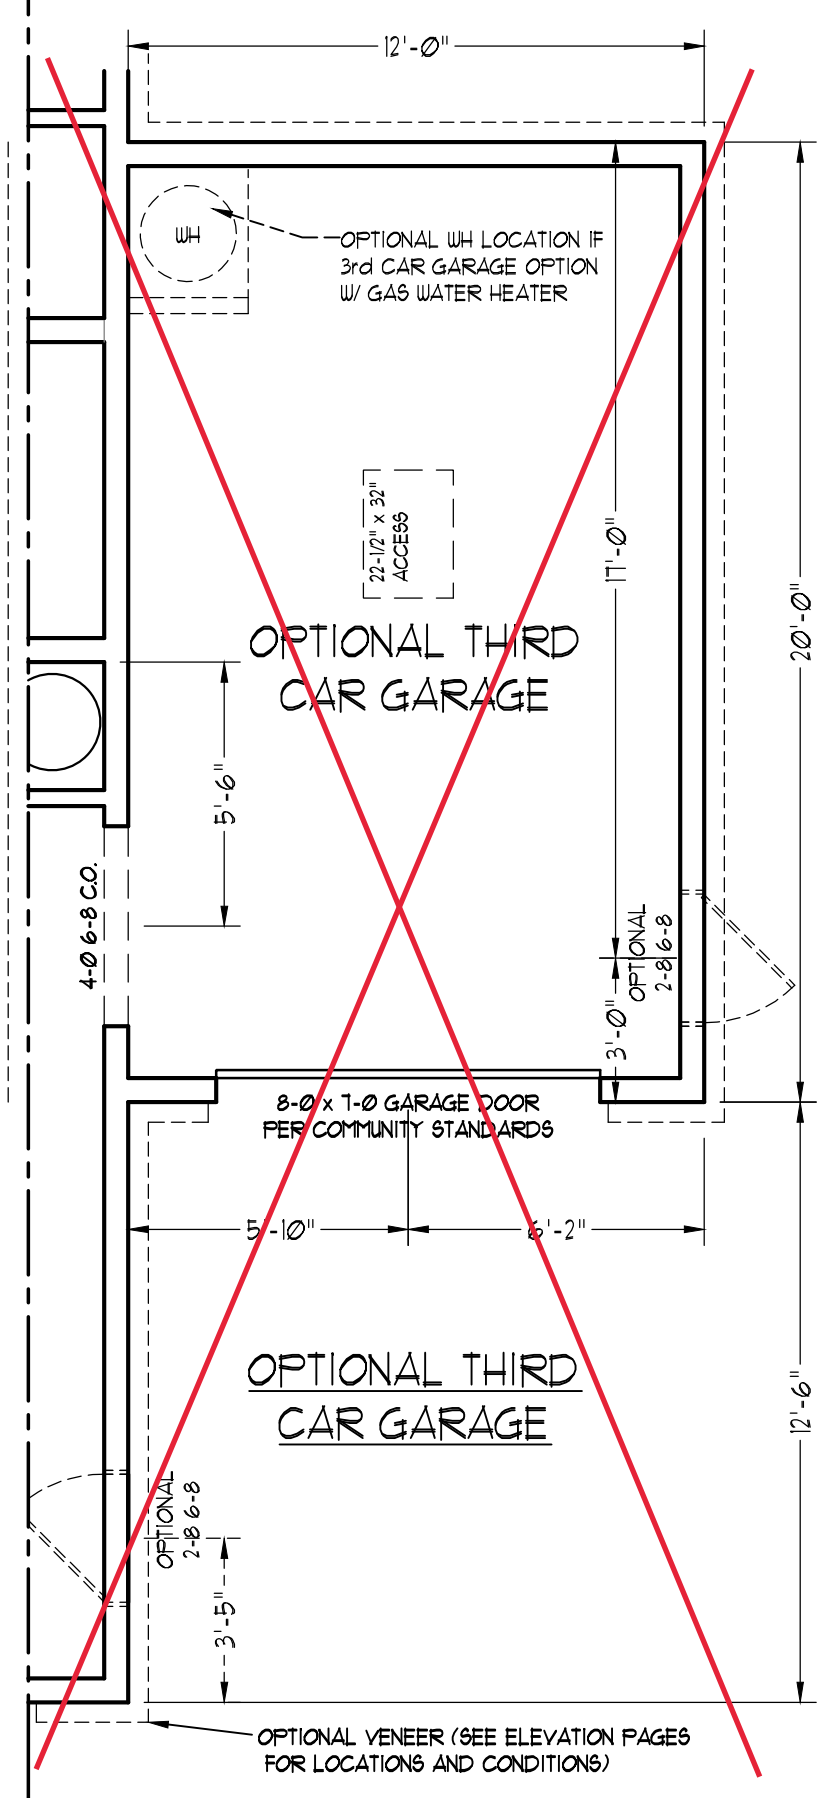 12'-0"
WH
OPTIONAL WH LOCATION IF
3rd CAR GARAGE OPTION
W/ GAS WATER HEATER
22-1/2" x 32"
ACCESS
17'-0"
20'-0"
OPTIONAL THIRD
CAR GARAGE
5'-6"
4-0 6-8 C.O.
OPTIONAL
2-8 6-8
3'-0"
8-0 x 7-0 GARAGE DOOR
PER COMMUNITY STANDARDS
5'-10"
6'-2"
OPTIONAL THIRD
CAR GARAGE
12'-6"
OPTIONAL
2-8 6-8
3'-5"
OPTIONAL VENEER (SEE ELEVATION PAGES
FOR LOCATIONS AND CONDITIONS)